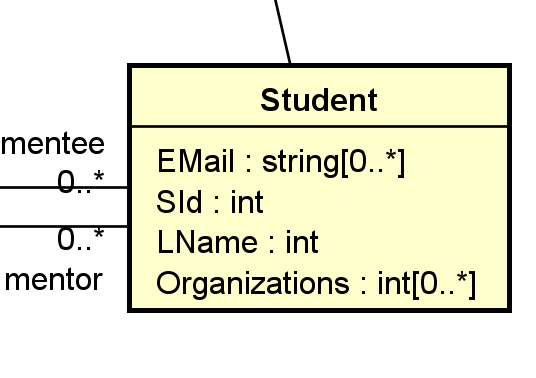 Student
mentee
0..*
EMail : string[0..*]
SId : int
0..*
LName : int
mentor
Organizations : int[0..*]